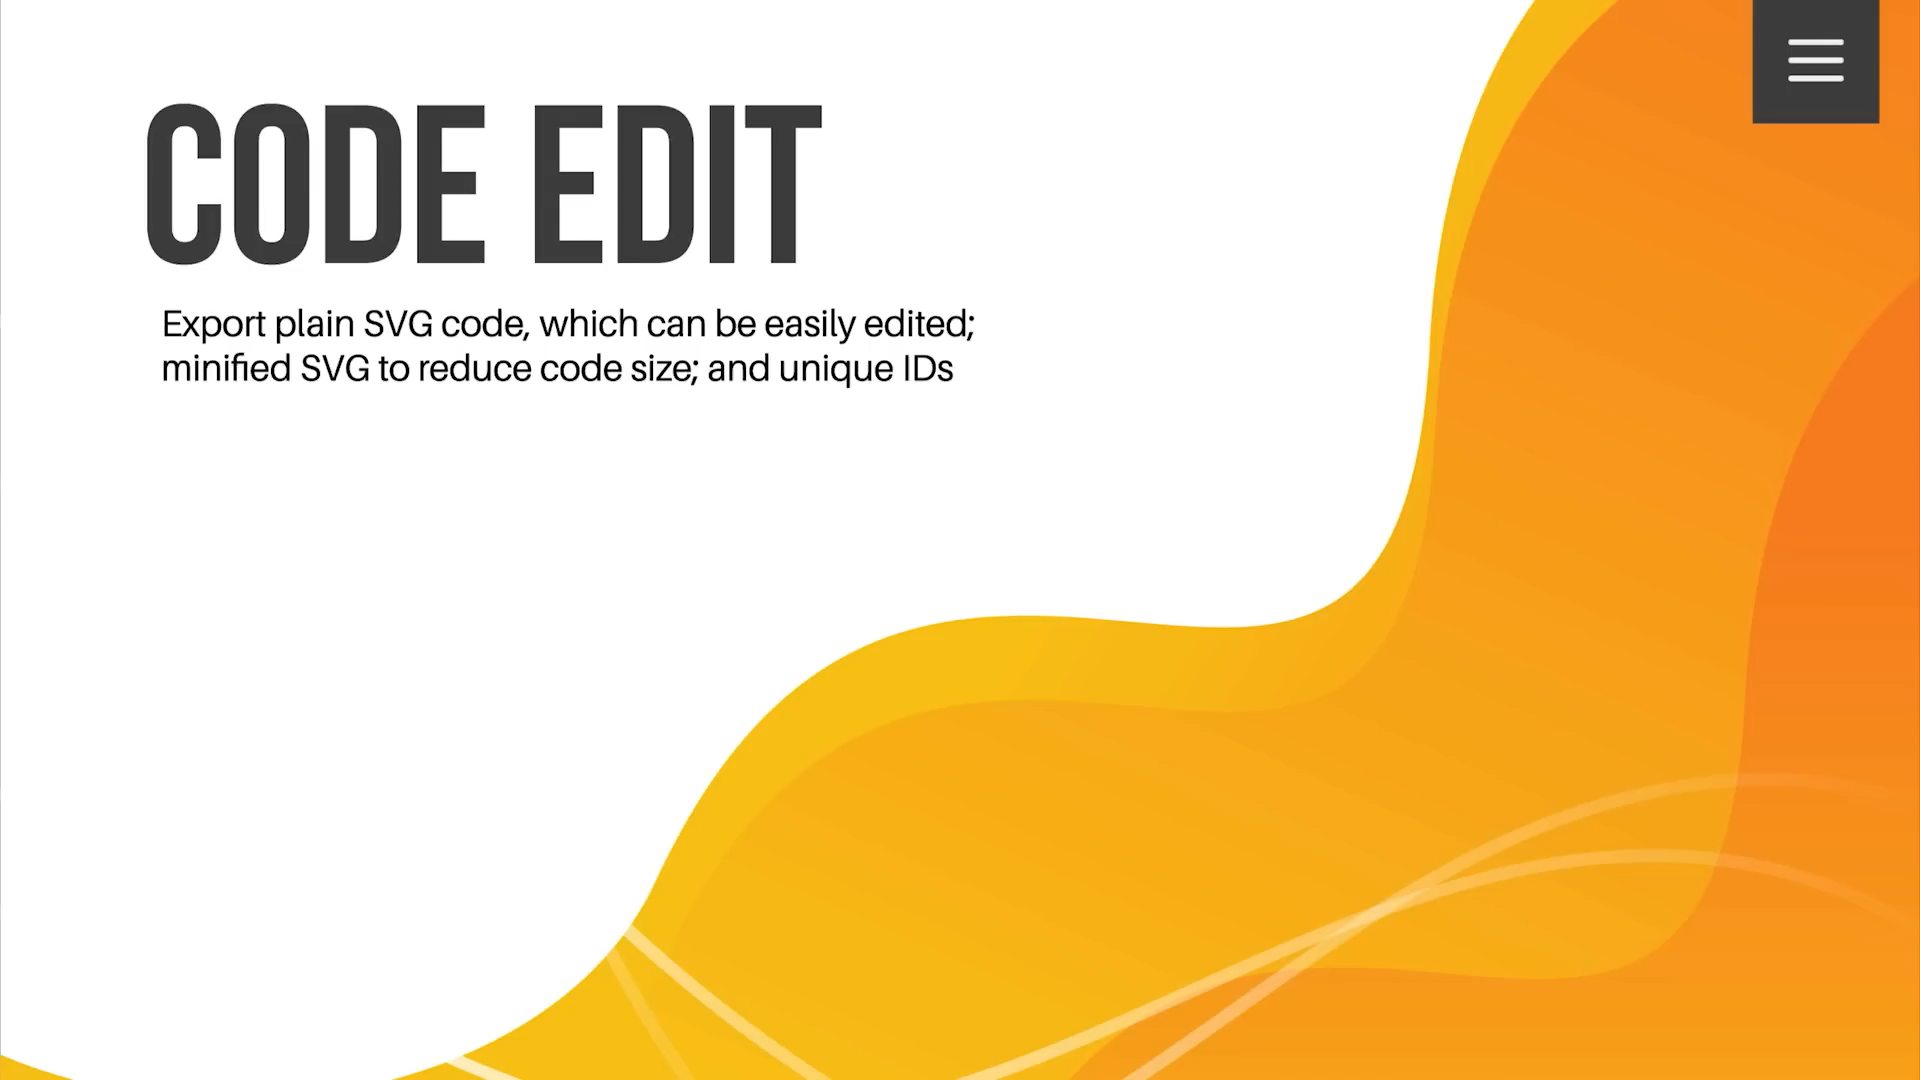 CODE EDIT
Export plain SVG code, which can be easily edited;
minified SVG to reduce code size; and unique IDs